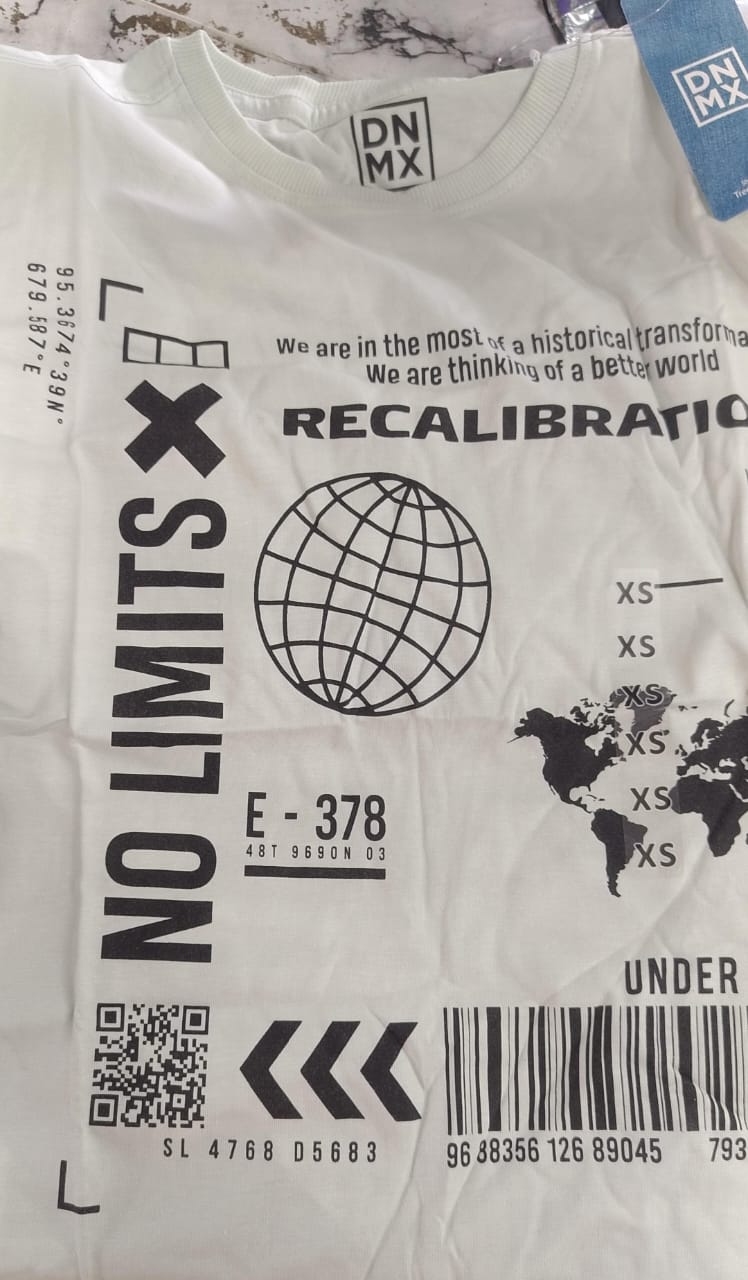 DN
MX
DN
MX
95.3674°39N°
679.587°E
We are in the most of a historical transforma
We are thinking of a better world
RECALIBRATIO
NO LIMITS
XS
XS
XS
XS
XS
XS
E - 378
48T 9690N 03
UNDER
SL 4768 D5683
96 38356 126 89045 793